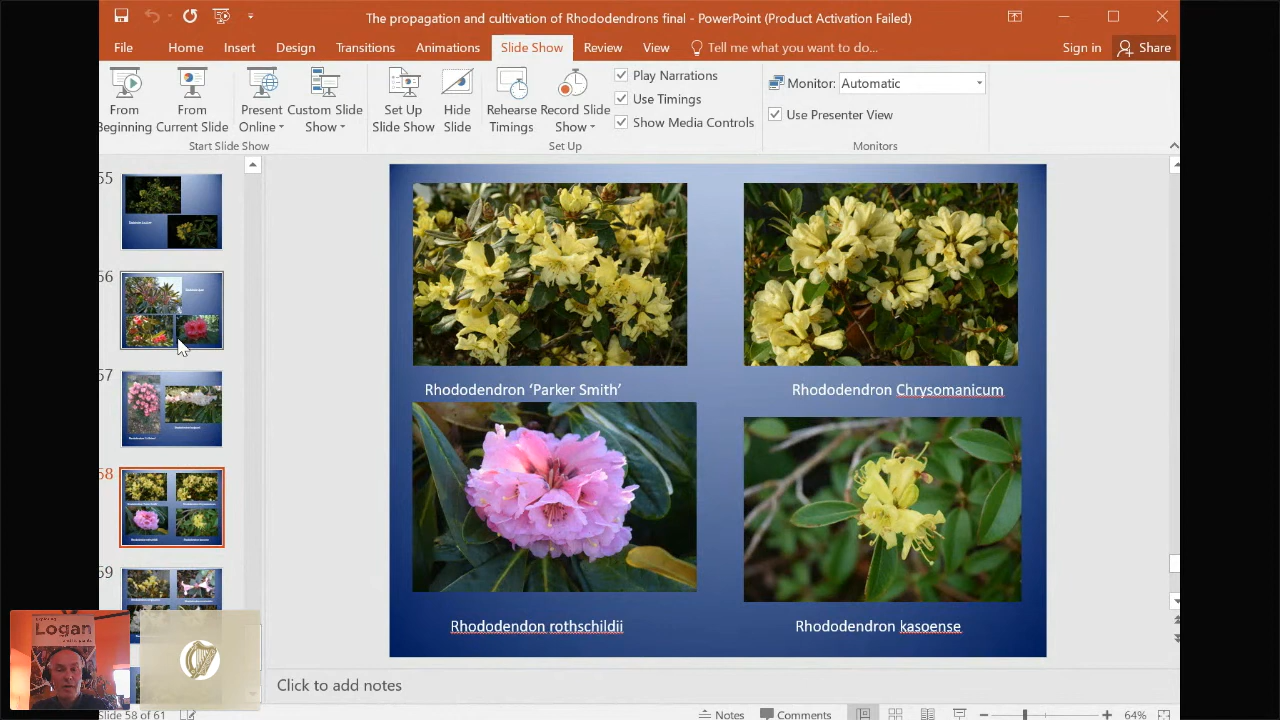 The propagation and cultivation of Rhododendrons final - PowerPoint (Product Activation Failed)
File Home Insert Design Transitions Animations Slide Show Review View Tell me what you want to do... Sign in Share
From Beginning
From Current Slide
Present Online
Custom Slide Show
Set Up Slide Show
Hide Slide
Rehearse Timings
Record Slide Show
Play Narrations
Use Timings
Show Media Controls
Monitor: Automatic
Use Presenter View
Start Slide Show Set Up Monitors
55
56
57
58
59
Rhododendron ‘Parker Smith’
Rhododendron Chrysomanicum
Rhododendon rothschildii
Rhododendron kasoense
Logan
Click to add notes
Slide 58 of 61
Notes Comments 64%